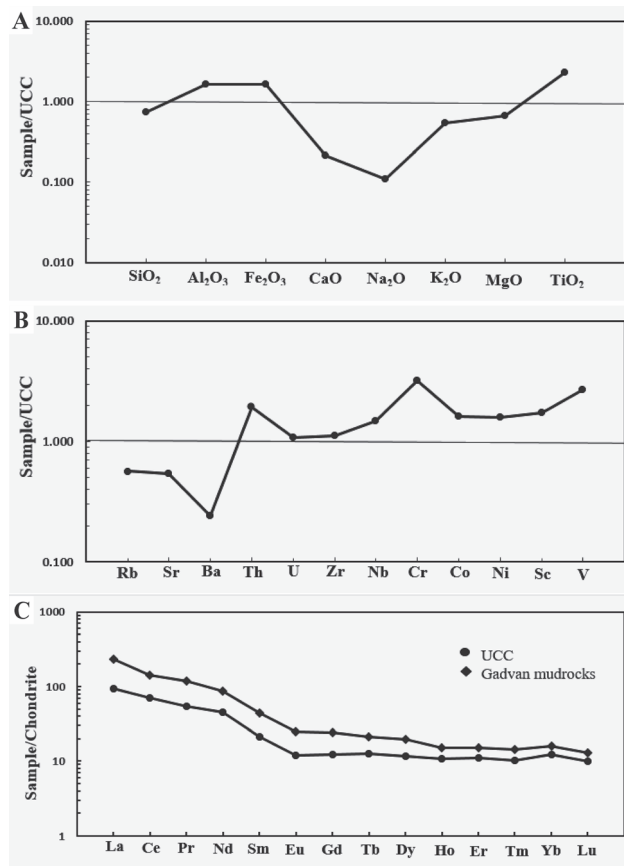 A
10.000
1.000
0.100
0.010
Sample/UCC
SiO₂ Al₂O₃ Fe₂O₃ CaO Na₂O K₂O MgO TiO₂
B
10.000
1.000
0.100
Sample/UCC
Rb Sr Ba Th U Zr Nb Cr Co Ni Sc V
C
1000
100
10
1
Sample/Chondrite
UCC
Gadvan mudrocks
La Ce Pr Nd Sm Eu Gd Tb Dy Ho Er Tm Yb Lu